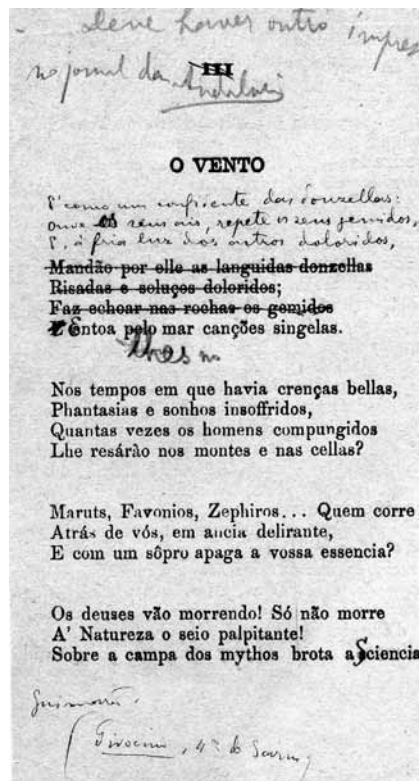 Deve haver outro impres
no jornal da
III
O VENTO
E' como um confidente das donzellas:
Ouve os seus ais, repete os seus gemidos,
E, á fria luz dos astros doloridos,
Mandão por elle as languidas donzellas
Risadas e soluços doloridos;
Faz echoar nas rochas os gemidos
Entoa pelo mar canções singelas.
lhes no
Nos tempos em que havia crenças bellas,
Phantasias e sonhos insoffridos,
Quantas vezes os homens compungidos
Lhe resárão nos montes e nas cellas?
Maruts, Favonios, Zephiros... Quem corre
Atrás de vós, em ancia delirante,
E com um sôpro apaga a vossa essencia?
Os deuses vão morrendo! Só não morre
A' Natureza o seio palpitante!
Sobre a campa dos mythos brota a Sciencia
Guimarães.